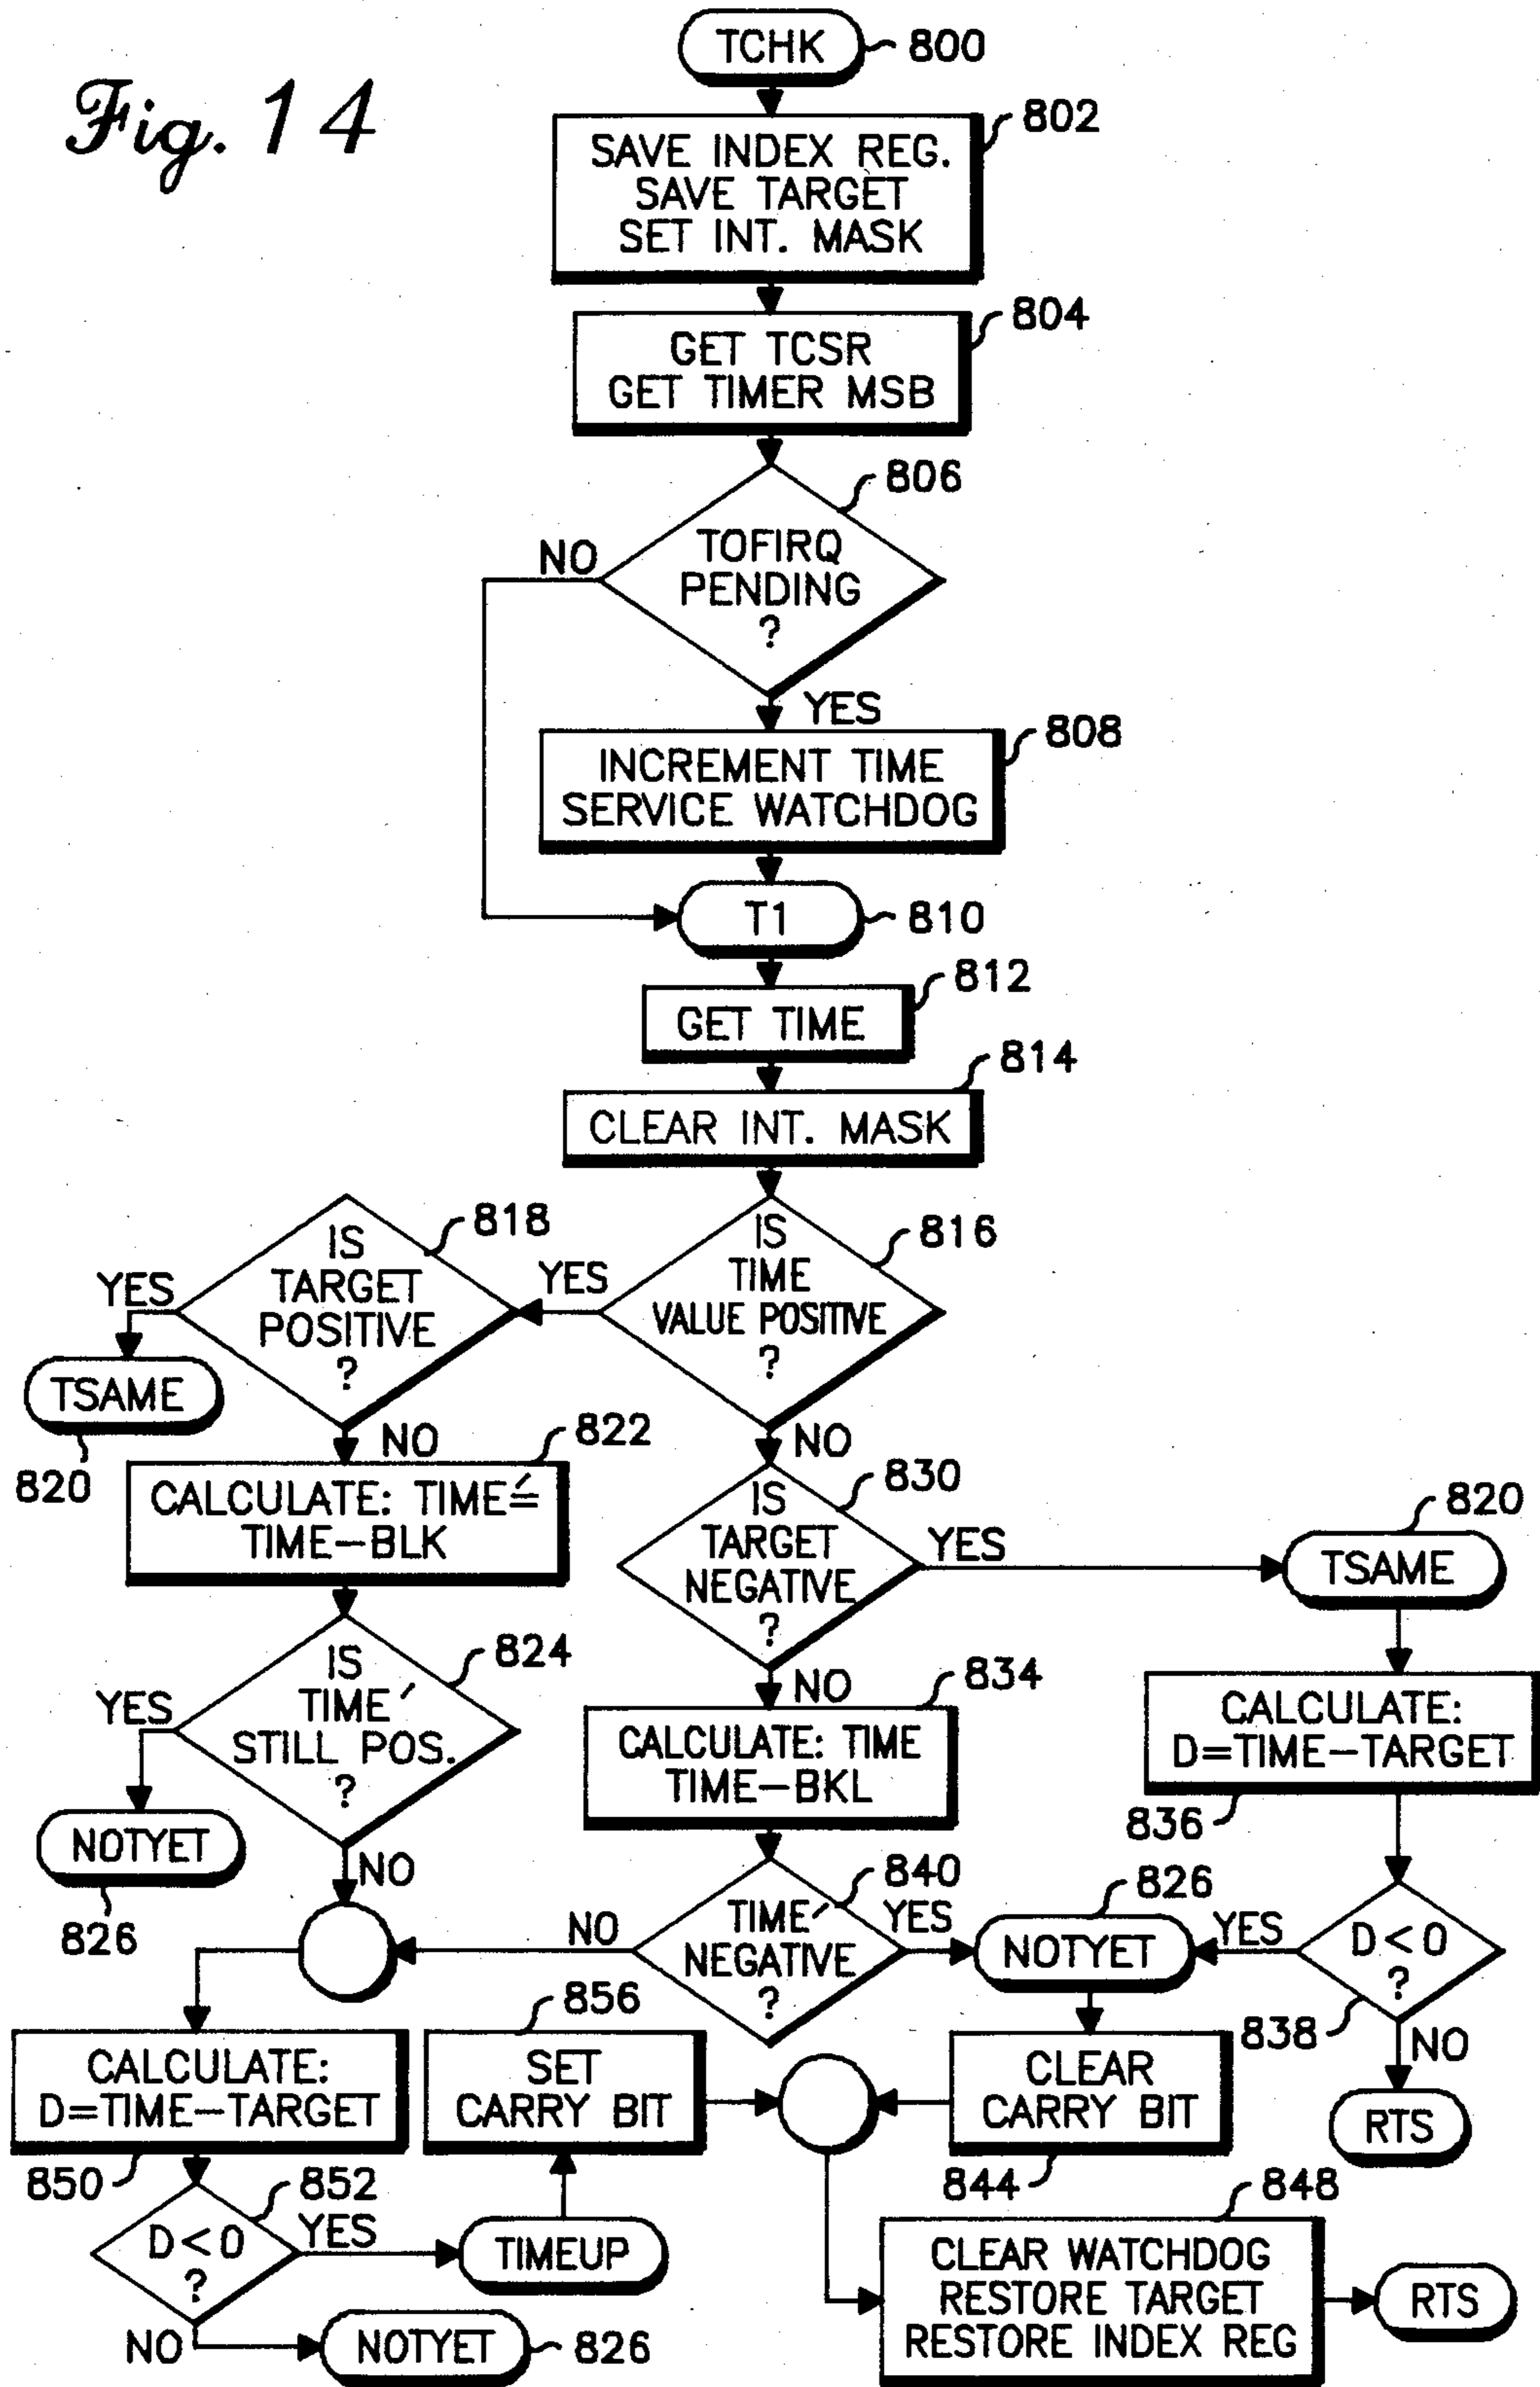 Fig. 14
TCHK
800
802
SAVE INDEX REG.
SAVE TARGET
SET INT. MASK
804
GET TCSR
GET TIMER MSB
806
TOFIRQ
PENDING
?
NO
YES
808
INCREMENT TIME
SERVICE WATCHDOG
T1
810
812
GET TIME
814
CLEAR INT. MASK
816
IS
TIME
VALUE POSITIVE
?
YES
NO
818
IS
TARGET
POSITIVE
?
YES
TSAME
820
NO
822
CALCULATE: TIME′=
TIME-BLK
824
IS
TIME′
STILL POS.
?
YES
NOTYET
826
NO
830
IS
TARGET
NEGATIVE
?
YES
820
TSAME
NO
834
CALCULATE: TIME
TIME-BKL
CALCULATE:
D=TIME-TARGET
836
840
TIME′
NEGATIVE
?
NO
YES
826
NOTYET
YES
D<0
?
838
NO
RTS
CALCULATE:
D=TIME-TARGET
850
856
SET
CARRY BIT
CLEAR
CARRY BIT
844
852
D<0
?
YES
TIMEUP
NO
NOTYET
826
848
CLEAR WATCHDOG
RESTORE TARGET
RESTORE INDEX REG
RTS